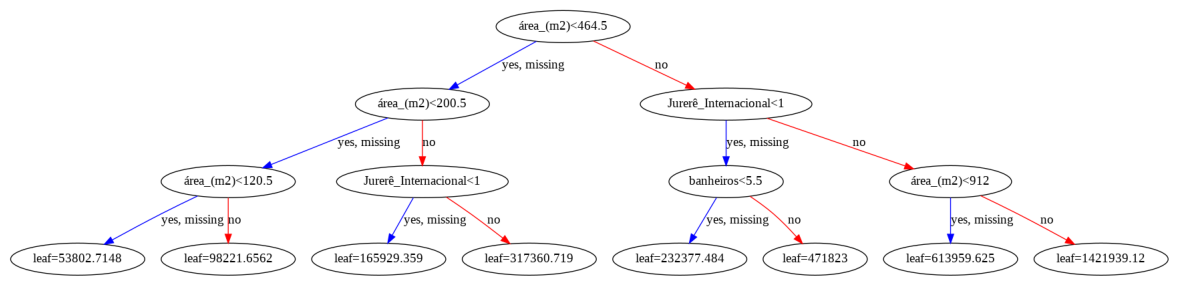 área_(m2)<464.5
yes, missing
no
área_(m2)<200.5
Jurerê_Internacional<1
yes, missing
no
yes, missing
no
área_(m2)<120.5
Jurerê_Internacional<1
banheiros<5.5
área_(m2)<912
yes, missing
no
yes, missing
no
yes, missing
no
yes, missing
no
leaf=53802.7148
leaf=98221.6562
leaf=165929.359
leaf=317360.719
leaf=232377.484
leaf=471823
leaf=613959.625
leaf=1421939.12